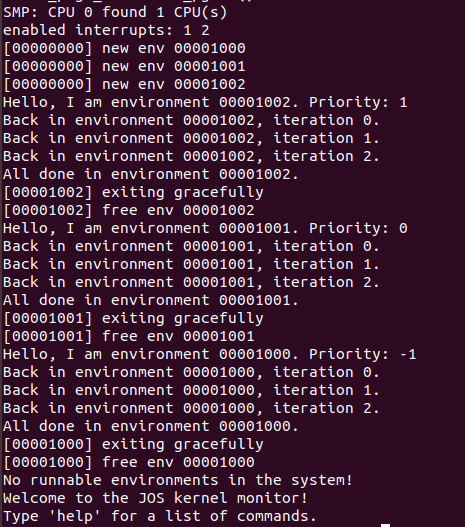 SMP: CPU 0 found 1 CPU(s)
enabled interrupts: 1 2
[00000000] new env 00001000
[00000000] new env 00001001
[00000000] new env 00001002
Hello, I am environment 00001002. Priority: 1
Back in environment 00001002, iteration 0.
Back in environment 00001002, iteration 1.
Back in environment 00001002, iteration 2.
All done in environment 00001002.
[00001002] exiting gracefully
[00001002] free env 00001002
Hello, I am environment 00001001. Priority: 0
Back in environment 00001001, iteration 0.
Back in environment 00001001, iteration 1.
Back in environment 00001001, iteration 2.
All done in environment 00001001.
[00001001] exiting gracefully
[00001001] free env 00001001
Hello, I am environment 00001000. Priority: -1
Back in environment 00001000, iteration 0.
Back in environment 00001000, iteration 1.
Back in environment 00001000, iteration 2.
All done in environment 00001000.
[00001000] exiting gracefully
[00001000] free env 00001000
No runnable environments in the system!
Welcome to the JOS kernel monitor!
Type 'help' for a list of commands.